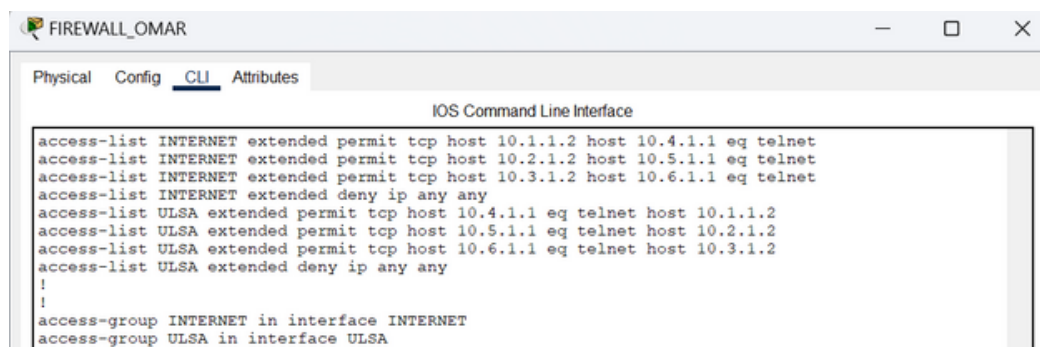 FIREWALL_OMAR
Physical Config CLI Attributes
IOS Command Line Interface
access-list INTERNET extended permit tcp host 10.1.1.2 host 10.4.1.1 eq telnet
access-list INTERNET extended permit tcp host 10.2.1.2 host 10.5.1.1 eq telnet
access-list INTERNET extended permit tcp host 10.3.1.2 host 10.6.1.1 eq telnet
access-list INTERNET extended deny ip any any
access-list ULSA extended permit tcp host 10.4.1.1 eq telnet host 10.1.1.2
access-list ULSA extended permit tcp host 10.5.1.1 eq telnet host 10.2.1.2
access-list ULSA extended permit tcp host 10.6.1.1 eq telnet host 10.3.1.2
access-list ULSA extended deny ip any any
!
!
access-group INTERNET in interface INTERNET
access-group ULSA in interface ULSA